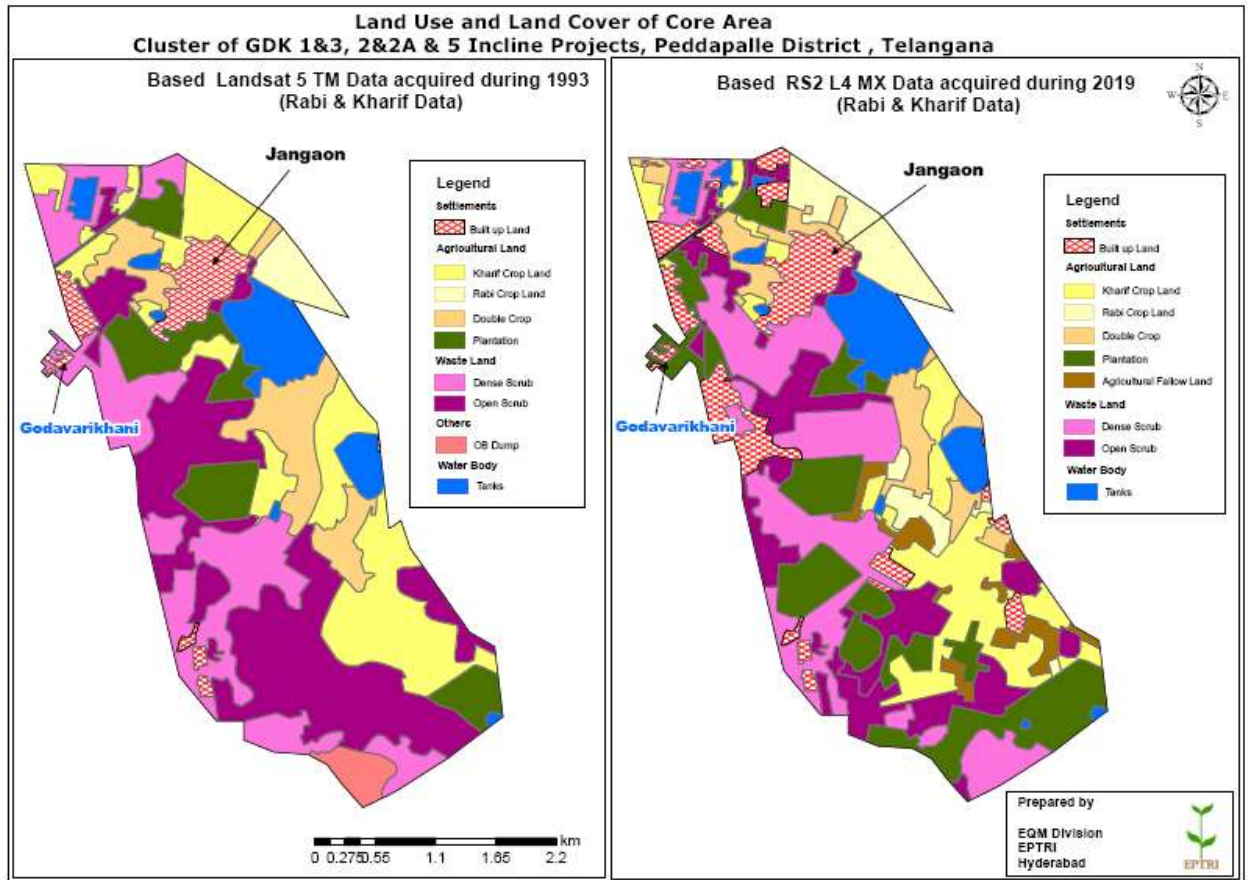 Land Use and Land Cover of Core Area
Cluster of GDK 1&3, 2&2A & 5 Incline Projects, Peddapalle District , Telangana
Based Landsat 5 TM Data acquired during 1993
(Rabi & Kharif Data)
Jangaon
Godavarikhani
Legend
Settlements
Built up Land
Agricultural Land
Kharif Crop Land
Rabi Crop Land
Double Crop
Plantation
Waste Land
Dense Scrub
Open Scrub
Others
OB Dump
Water Body
Tanks
km
0 0.275 0.55 1.1 1.65 2.2
Based RS2 L4 MX Data acquired during 2019
(Rabi & Kharif Data)
N
W E
S
Jangaon
Godavarikhani
Legend
Settlements
Built up Land
Agricultural Land
Kharif Crop Land
Rabi Crop Land
Double Crop
Plantation
Agricultural Fallow Land
Waste Land
Dense Scrub
Open Scrub
Water Body
Tanks
Prepared by
EQM Division
EPTRI
Hyderabad
EPTRI